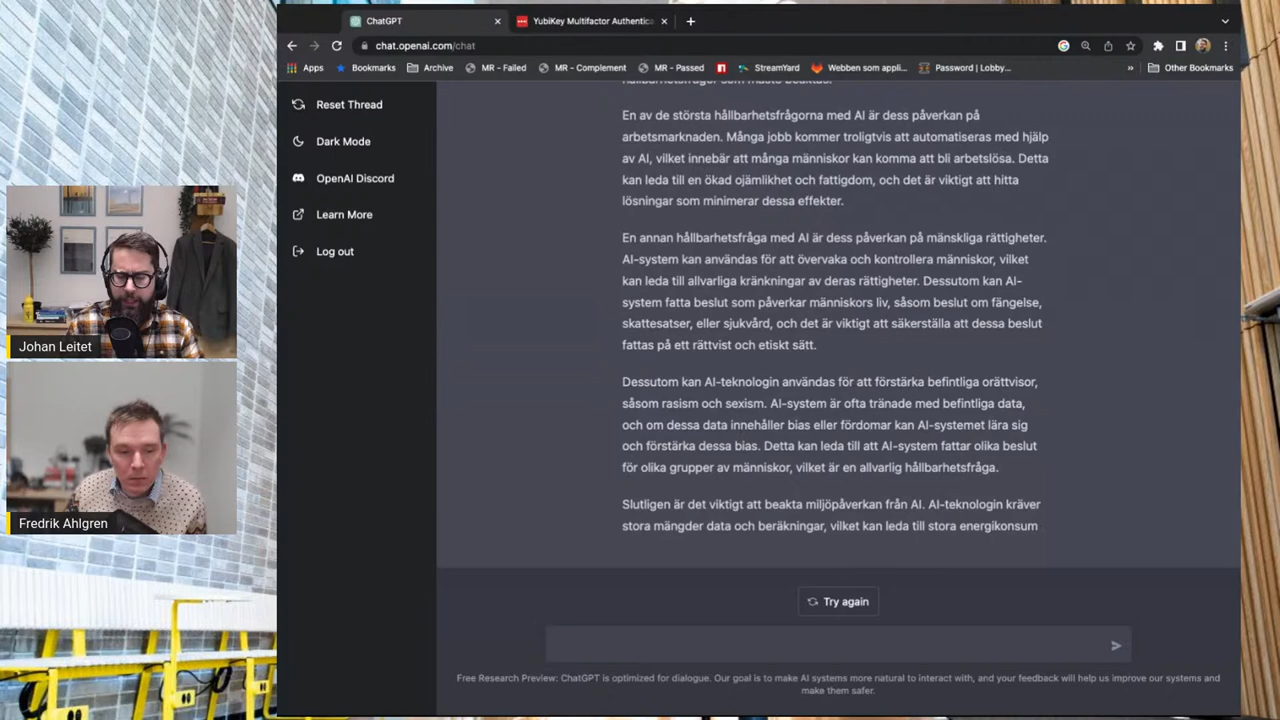 ChatGPT
YubiKey Multifactor Authentica
chat.openai.com/chat
Apps
Bookmarks
Archive
MR - Failed
MR - Complement
MR - Passed
StreamYard
Webben som appli...
Password | Lobby...
»
Other Bookmarks
Reset Thread
Dark Mode
OpenAI Discord
Learn More
Log out
hållbarhetsfrågor som måste beaktas.
En av de största hållbarhetsfrågorna med AI är dess påverkan på
arbetsmarknaden. Många jobb kommer troligtvis att automatiseras med hjälp
av AI, vilket innebär att många människor kan komma att bli arbetslösa. Detta
kan leda till en ökad ojämlikhet och fattigdom, och det är viktigt att hitta
lösningar som minimerar dessa effekter.
En annan hållbarhetsfråga med AI är dess påverkan på mänskliga rättigheter.
AI-system kan användas för att övervaka och kontrollera människor, vilket
kan leda till allvarliga kränkningar av deras rättigheter. Dessutom kan AI-
system fatta beslut som påverkar människors liv, såsom beslut om fängelse,
skattesatser, eller sjukvård, och det är viktigt att säkerställa att dessa beslut
fattas på ett rättvist och etiskt sätt.
Dessutom kan AI-teknologin användas för att förstärka befintliga orättvisor,
såsom rasism och sexism. AI-system är ofta tränade med befintliga data,
och om dessa data innehåller bias eller fördomar kan AI-systemet lära sig
och förstärka dessa bias. Detta kan leda till att AI-system fattar olika beslut
för olika grupper av människor, vilket är en allvarlig hållbarhetsfråga.
Slutligen är det viktigt att beakta miljöpåverkan från AI. AI-teknologin kräver
stora mängder data och beräkningar, vilket kan leda till stora energikonsum
Try again
Free Research Preview: ChatGPT is optimized for dialogue. Our goal is to make AI systems more natural to interact with, and your feedback will help us improve our systems and
make them safer.
Johan Leitet
Fredrik Ahlgren